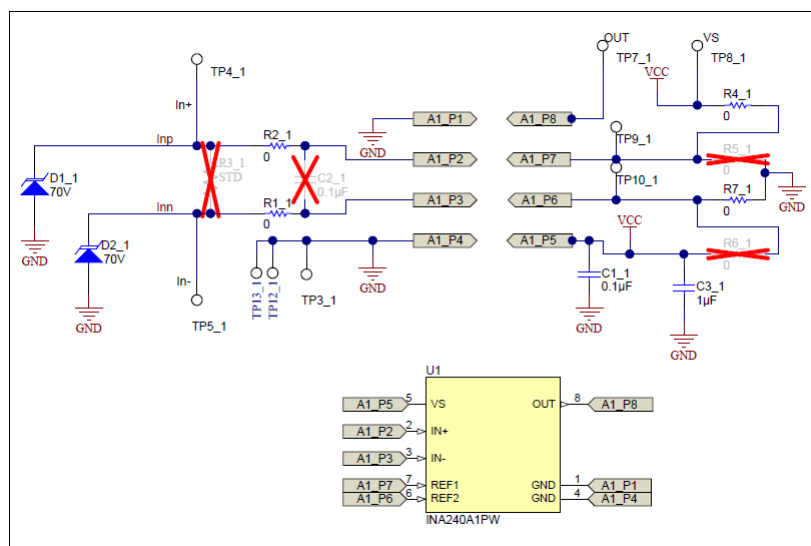 OUT
VS
TP4_1
TP7_1
TP8_1
VCC
R4_1
0
In+
A1_P1
A1_P8
GND
TP9_1
Inp
R2_1
0
R3_1
STD
A1_P2
A1_P7
R5_1
0
D1_1
70V
C2_1
0.1µF
TP10_1
GND
Inn
R1_1
0
A1_P3
A1_P6
R7_1
0
GND
D2_1
70V
A1_P4
A1_P5
VCC
R6_1
0
In-
TP13_1
TP12_1
TP3_1
GND
C1_1
0.1µF
C3_1
1µF
GND
TP5_1
GND
GND
U1
A1_P5
5
VS
OUT
8
A1_P8
A1_P2
2
IN+
A1_P3
3
IN-
A1_P7
7
REF1
GND
1
A1_P1
A1_P6
6
REF2
GND
4
A1_P4
INA240A1PW